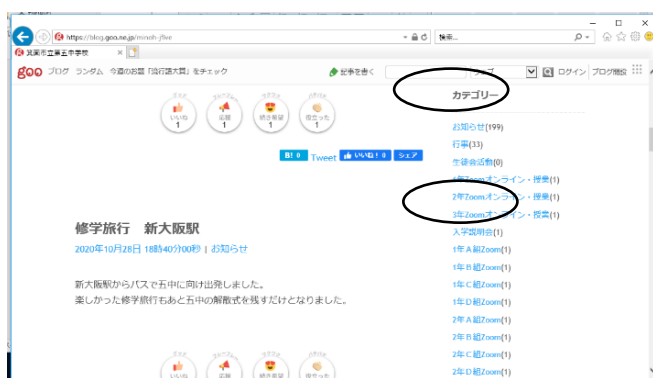 https://blog.goo.ne.jp/minoh-jfive
検索...
箕面市立第五中学校
goo ブログ ランダム 今週のお題「流行語大賞」をチェック
記事を書く
ログイン ブログ開設
いいね
1
応援
1
続き希望
1
役立った
1
B! 0 Tweet いいね! 0 シェア
修学旅行 新大阪駅
2020年10月28日 18時40分00秒 | お知らせ
新大阪駅からバスで五中に向け出発しました。
楽しかった修学旅行もあと五中の解散式を残すだけとなりました。
いいね
応援
続き希望
役立った
カテゴリー
お知らせ(199)
行事(33)
生徒会活動(0)
1年Zoomオンライン・授業(1)
2年Zoomオンライン・授業(1)
3年Zoomオンライン・授業(1)
入学説明会(1)
1年A組Zoom(1)
1年B組Zoom(1)
1年C組Zoom(1)
1年D組Zoom(1)
2年A組Zoom(1)
2年B組Zoom(1)
2年C組Zoom(1)
2年D組Zoom(1)